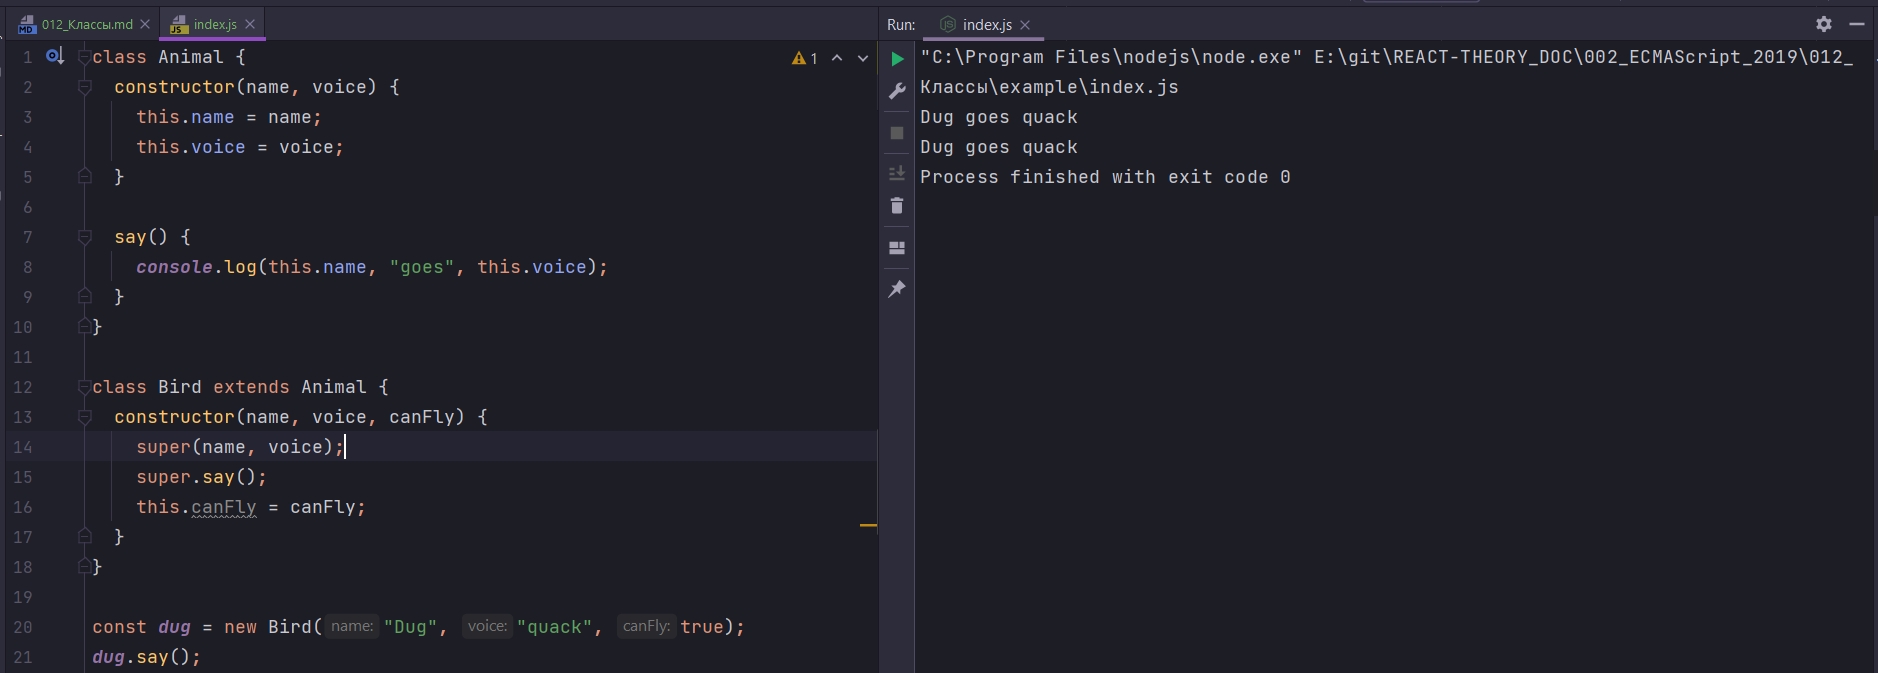 012_Классы.md
index.js
1 class Animal {
2 constructor(name, voice) {
3 this.name = name;
4 this.voice = voice;
5 }
6
7 say() {
8 console.log(this.name, "goes", this.voice);
9 }
10 }
11
12 class Bird extends Animal {
13 constructor(name, voice, canFly) {
14 super(name, voice);
15 super.say();
16 this.canFly = canFly;
17 }
18 }
19
20 const dug = new Bird( name: "Dug", voice: "quack", canFly: true);
21 dug.say();
1
MD
JS
Run: index.js
"C:\Program Files\nodejs\node.exe" E:\git\REACT-THEORY_DOC\002_ECMAScript_2019\012_
Классы\example\index.js
Dug goes quack
Dug goes quack
Process finished with exit code 0